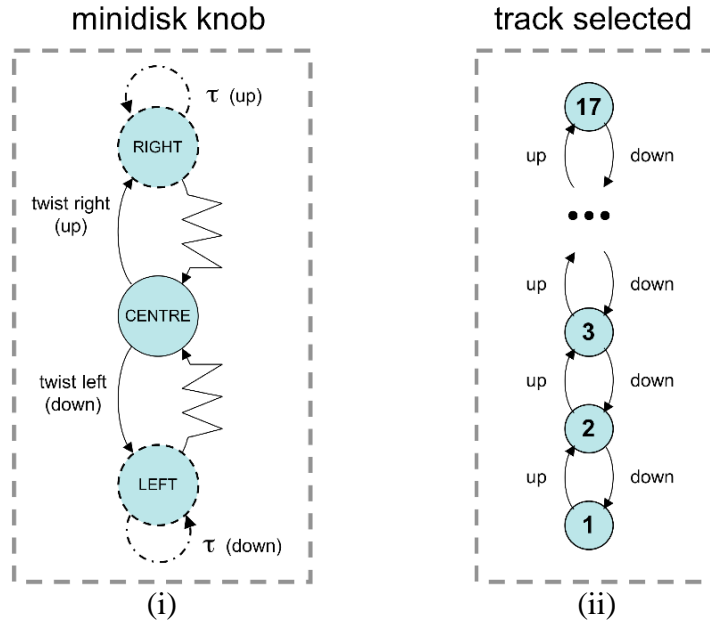 minidisk knob
τ (up)
RIGHT
twist right
(up)
CENTRE
twist left
(down)
LEFT
τ (down)
(i)
track selected
17
up
down
•••
up
down
3
up
down
2
up
down
1
(ii)